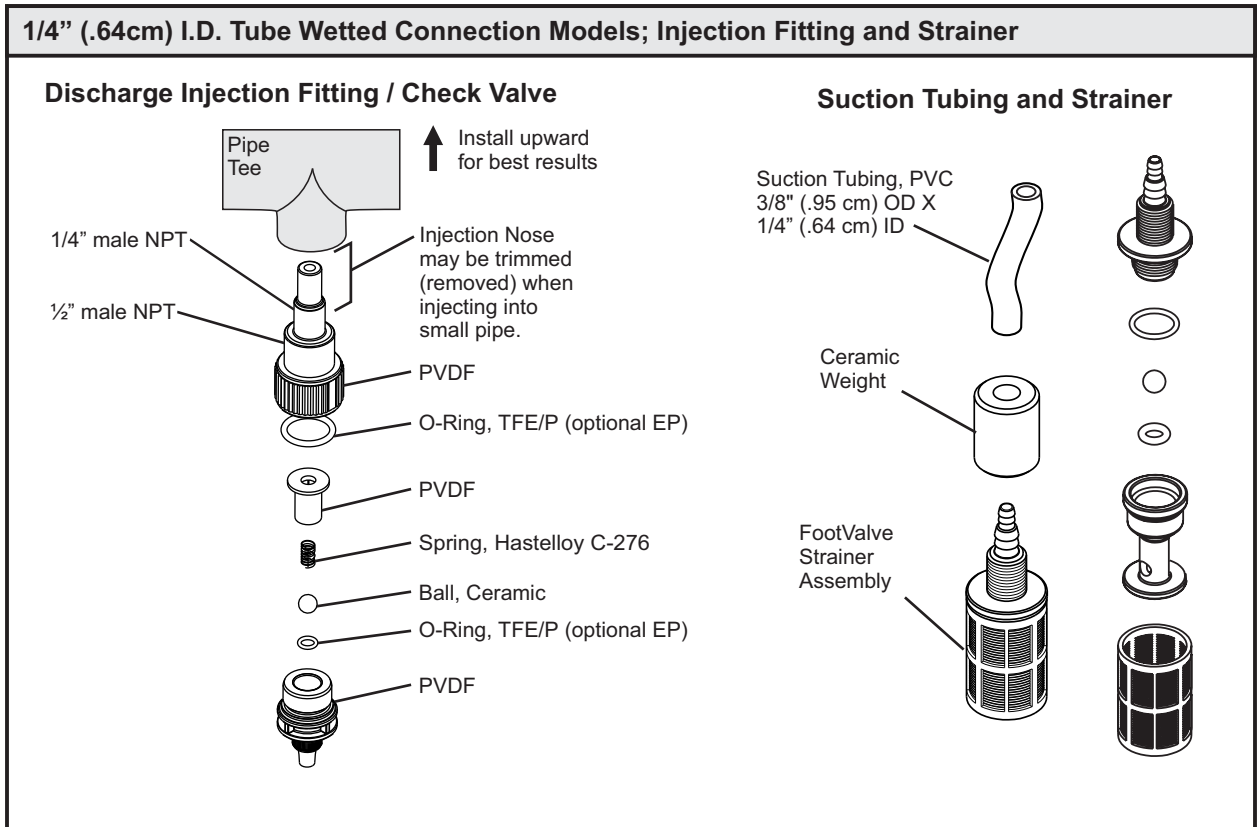 1/4” (.64cm) I.D. Tube Wetted Connection Models; Injection Fitting and Strainer
Discharge Injection Fitting / Check Valve
Pipe
Tee
Install upward
for best results
1/4” male NPT
½” male NPT
Injection Nose
may be trimmed
(removed) when
injecting into
small pipe.
PVDF
O-Ring, TFE/P (optional EP)
PVDF
Spring, Hastelloy C-276
Ball, Ceramic
O-Ring, TFE/P (optional EP)
PVDF
Suction Tubing and Strainer
Suction Tubing, PVC
3/8" (.95 cm) OD X
1/4” (.64 cm) ID
Ceramic
Weight
FootValve
Strainer
Assembly